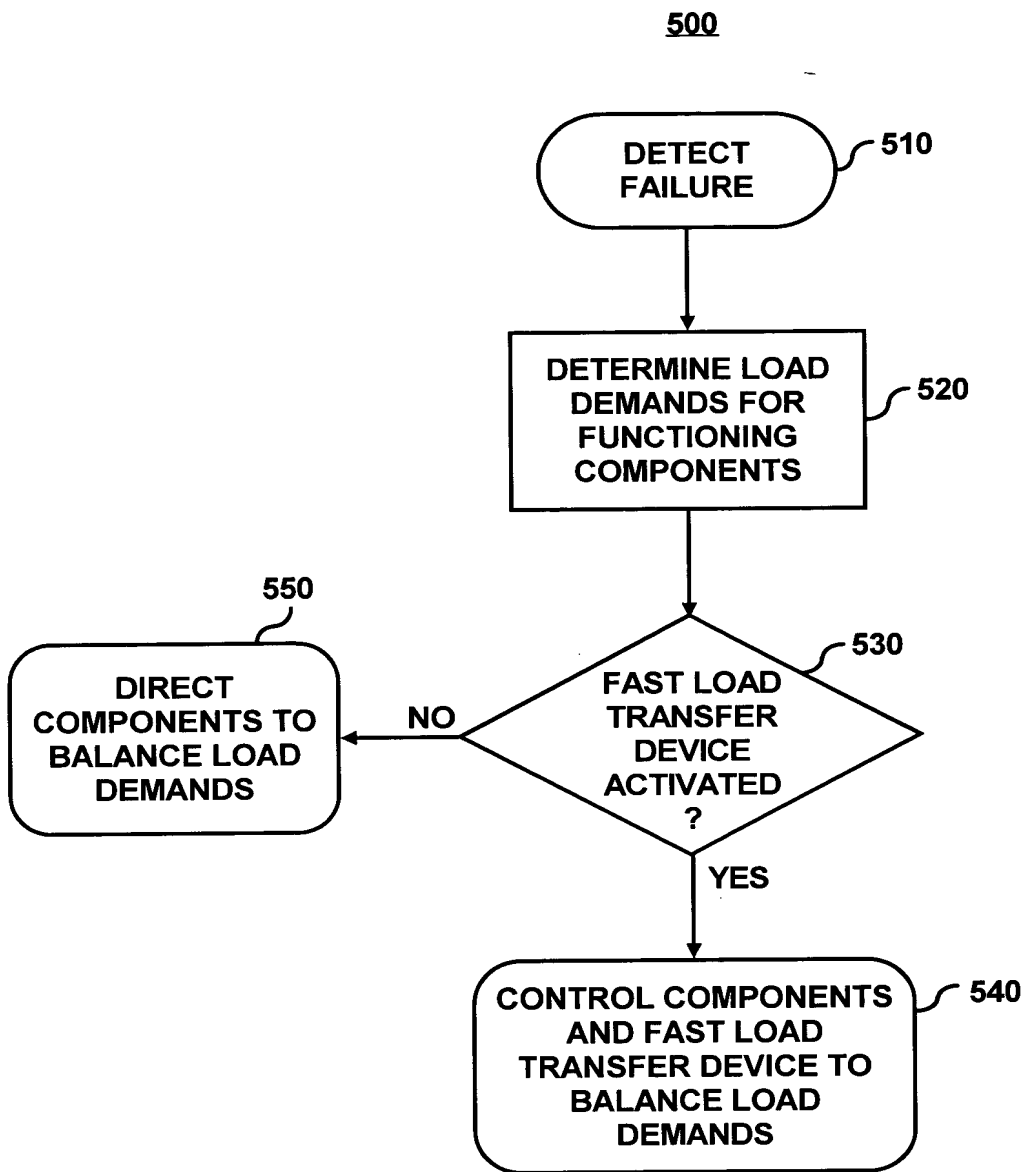 500
DETECT
FAILURE
510
DETERMINE LOAD
DEMANDS FOR
FUNCTIONING
COMPONENTS
520
550
DIRECT
COMPONENTS TO
BALANCE LOAD
DEMANDS
NO
530
FAST LOAD
TRANSFER
DEVICE
ACTIVATED
?
YES
540
CONTROL COMPONENTS
AND FAST LOAD
TRANSFER DEVICE TO
BALANCE LOAD
DEMANDS